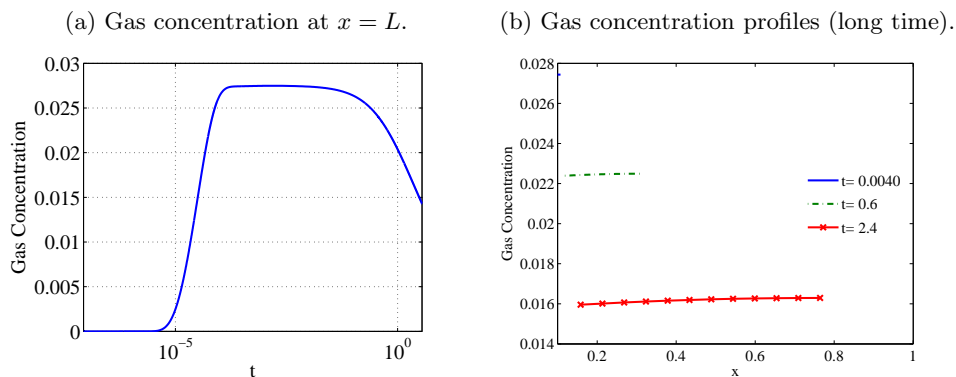 (a) Gas concentration at x = L.
0.03
0.025
0.02
0.015
0.01
0.005
0
Gas Concentration
10^-5
10^0
t
(b) Gas concentration profiles (long time).
0.028
0.026
0.024
0.022
0.02
0.018
0.016
0.014
Gas Concentration
0.2
0.4
0.6
0.8
1
x
t= 0.0040
t= 0.6
t= 2.4